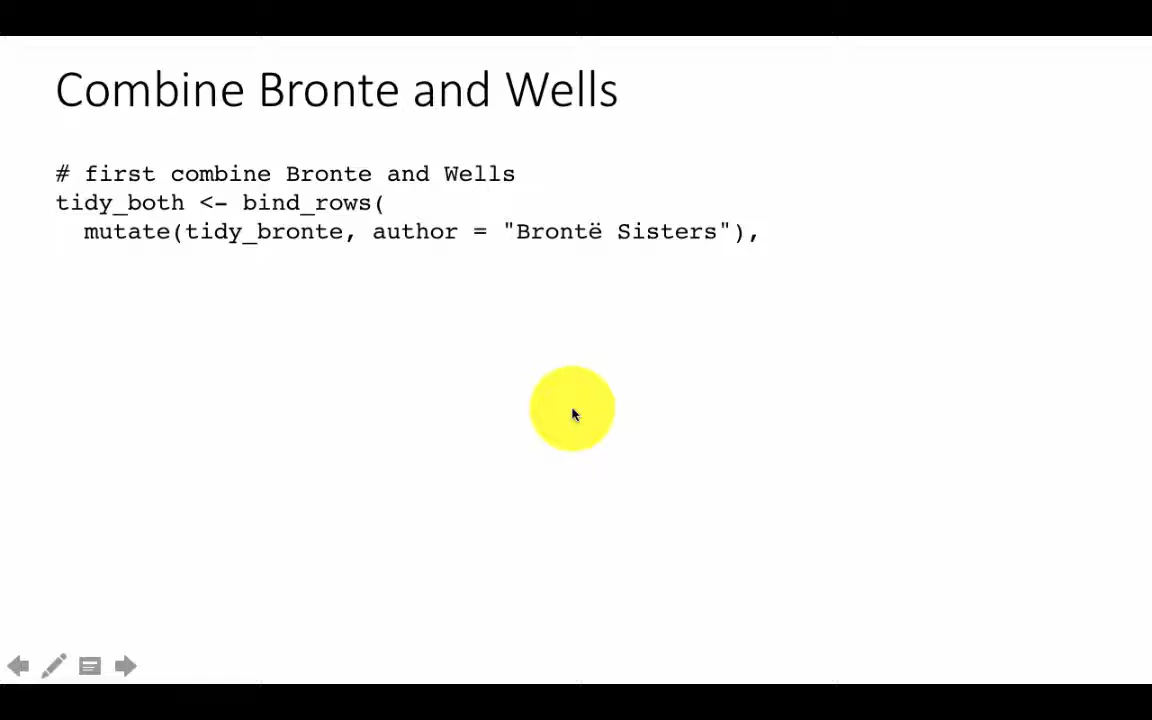 Combine Bronte and Wells
# first combine Bronte and Wells
tidy_both <- bind_rows(
  mutate(tidy_bronte, author = "Brontë Sisters"),